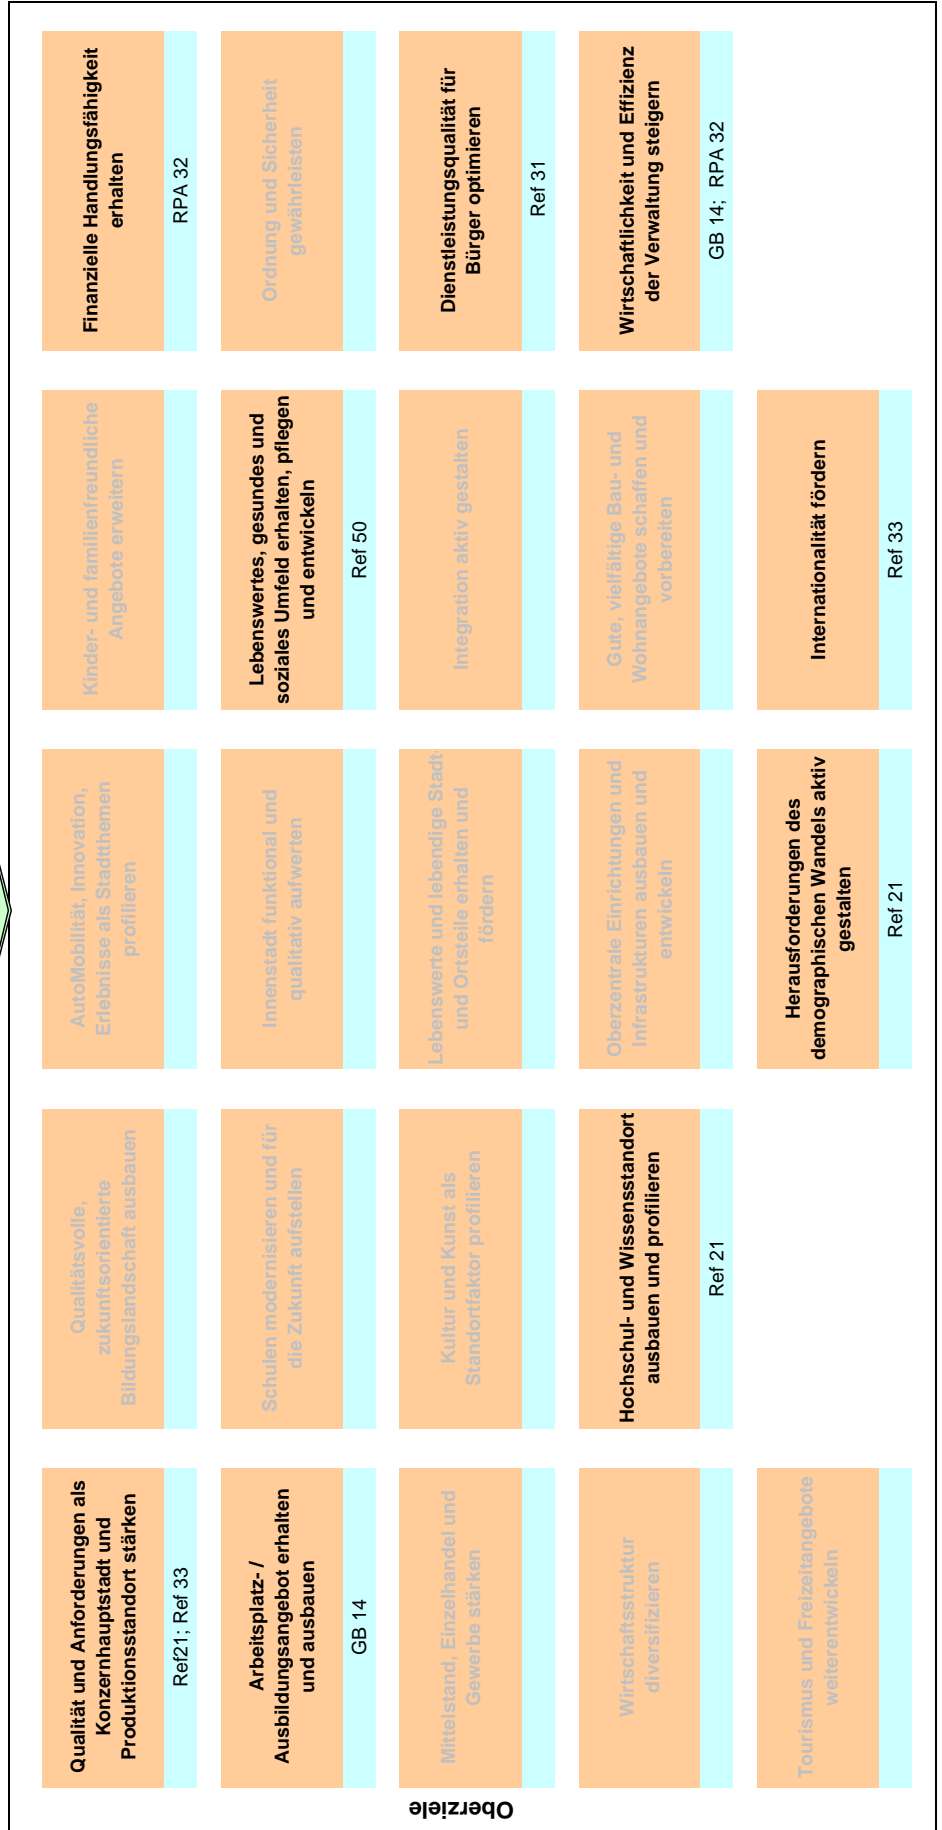 Oberziele
Qualität und Anforderungen als
Konzernhauptstadt und
Produktionsstandort stärken
Ref21; Ref 33
Arbeitsplatz- /
Ausbildungsangebot erhalten
und ausbauen
GB 14
Mittelstand, Einzelhandel und
Gewerbe stärken
Wirtschaftsstruktur
diversifizieren
Tourismus und Freizeitangebote
weiterentwickeln
Qualitätsvolle,
zukunftsorientierte
Bildungslandschaft ausbauen
Schulen modernisieren und für
die Zukunft aufstellen
Kultur und Kunst als
Standortfaktor profilieren
Hochschul- und Wissensstandort
ausbauen und profilieren
Ref 21
AutoMobilität, Innovation,
Erlebnisse als Stadtthemen
profilieren
Innenstadt funktional und
qualitativ aufwerten
Lebenswerte und lebendige Stadt-
und Ortsteile erhalten und
fördern
Oberzentrale Einrichtungen und
Infrastrukturen ausbauen und
entwickeln
Herausforderungen des
demographischen Wandels aktiv
gestalten
Ref 21
Kinder- und familienfreundliche
Angebote erweitern
Lebenswertes, gesundes und
soziales Umfeld erhalten, pflegen
und entwickeln
Ref 50
Integration aktiv gestalten
Gute, vielfältige Bau- und
Wohnangebote schaffen und
vorbereiten
Internationalität fördern
Ref 33
Finanzielle Handlungsfähigkeit
erhalten
RPA 32
Ordnung und Sicherheit
gewährleisten
Dienstleistungsqualität für
Bürger optimieren
Ref 31
Wirtschaftlichkeit und Effizienz
der Verwaltung steigern
GB 14; RPA 32